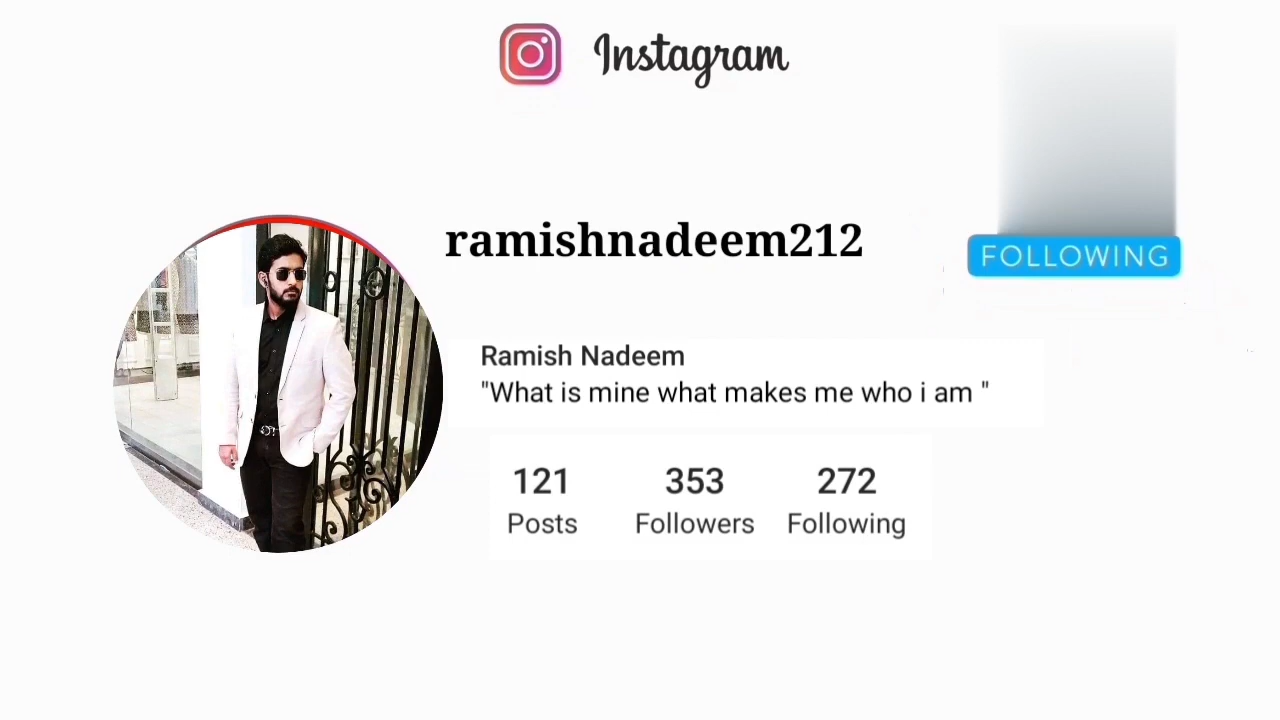 Instagram
ramishnadeem212
FOLLOWING
Ramish Nadeem
"What is mine what makes me who i am "
121 353 272
Posts Followers Following